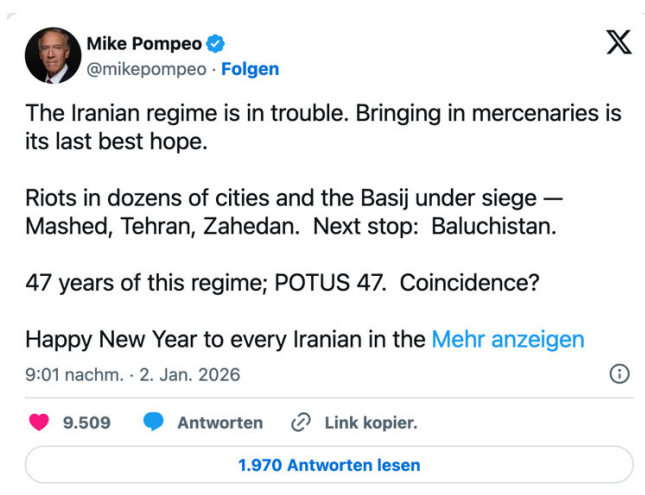 Mike Pompeo
@mikepompeo · Folgen
The Iranian regime is in trouble. Bringing in mercenaries is
its last best hope.
Riots in dozens of cities and the Basij under siege —
Mashed, Tehran, Zahedan.  Next stop:  Baluchistan.
47 years of this regime; POTUS 47.  Coincidence?
Happy New Year to every Iranian in the Mehr anzeigen
9:01 nachm. · 2. Jan. 2026
9.509 Antworten Link kopier.
1.970 Antworten lesen